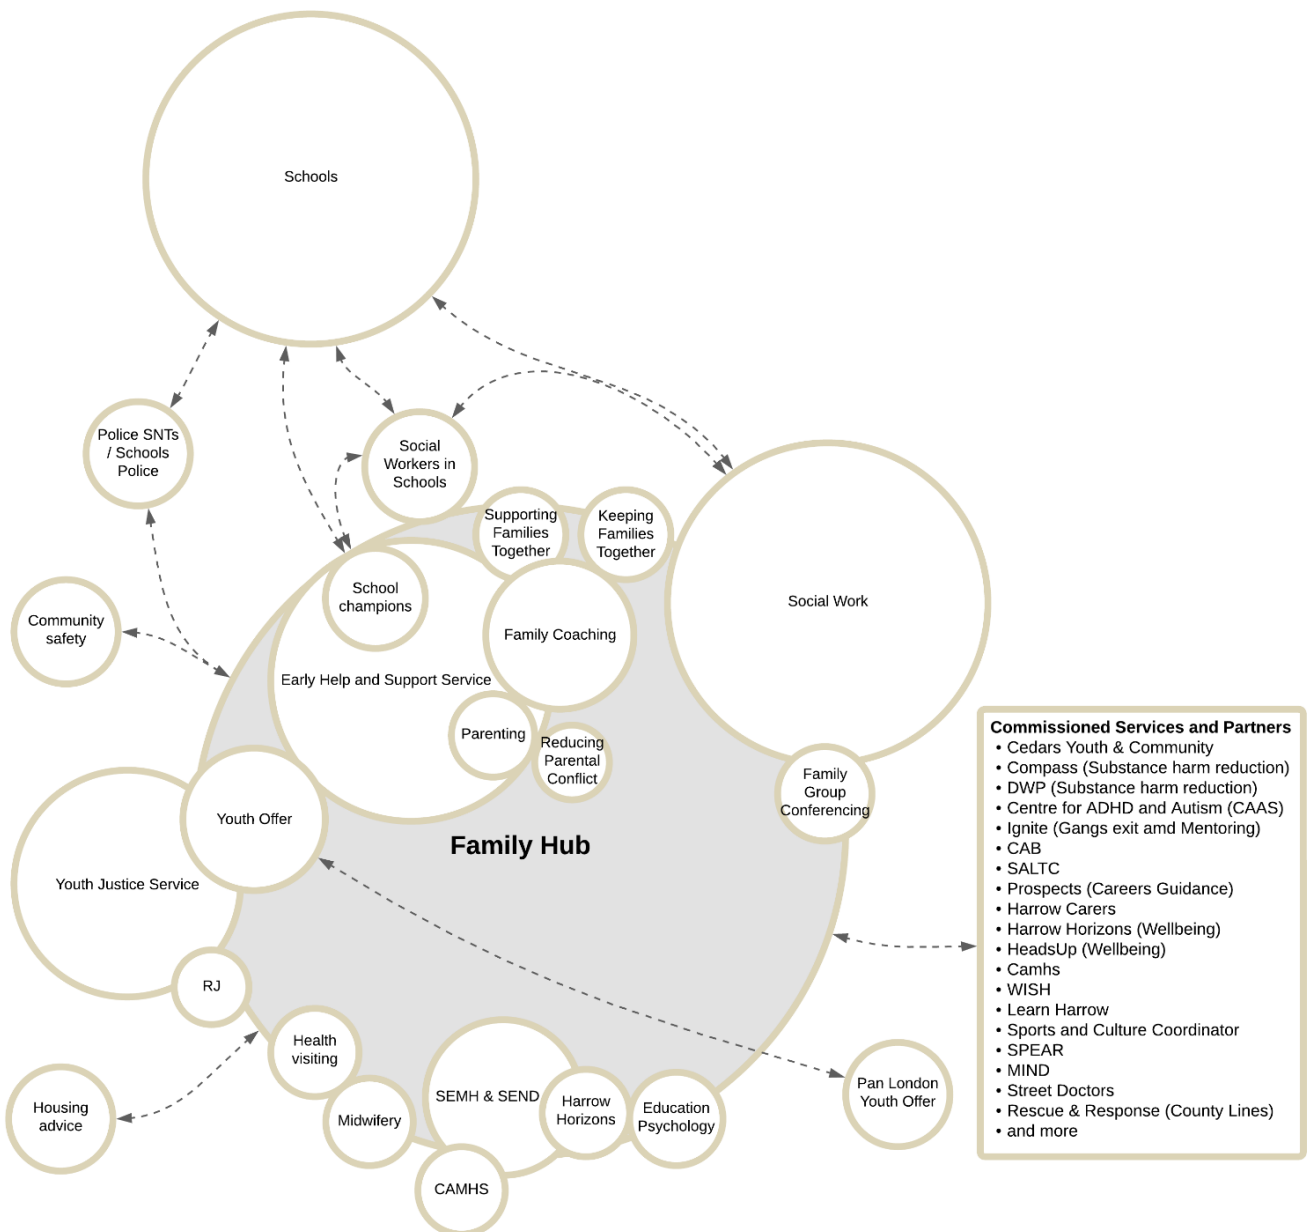 Schools
Police SNTs
/ Schools
Police
Social
Workers in
Schools
Supporting
Families
Together
Keeping
Families
Together
School
champions
Community
safety
Family Coaching
Social Work
Early Help and Support Service
Parenting
Reducing
Parental
Conflict
Family
Group
Conferencing
Youth Offer
Family Hub
Youth Justice Service
RJ
Health
visiting
Midwifery
SEMH & SEND
Harrow
Horizons
Education
Psychology
CAMHS
Housing
advice
Pan London
Youth Offer
Commissioned Services and Partners
• Cedars Youth & Community
• Compass (Substance harm reduction)
• DWP (Substance harm reduction)
• Centre for ADHD and Autism (CAAS)
• Ignite (Gangs exit amd Mentoring)
• CAB
• SALTC
• Prospects (Careers Guidance)
• Harrow Carers
• Harrow Horizons (Wellbeing)
• HeadsUp (Wellbeing)
• Camhs
• WISH
• Learn Harrow
• Sports and Culture Coordinator
• SPEAR
• MIND
• Street Doctors
• Rescue & Response (County Lines)
• and more